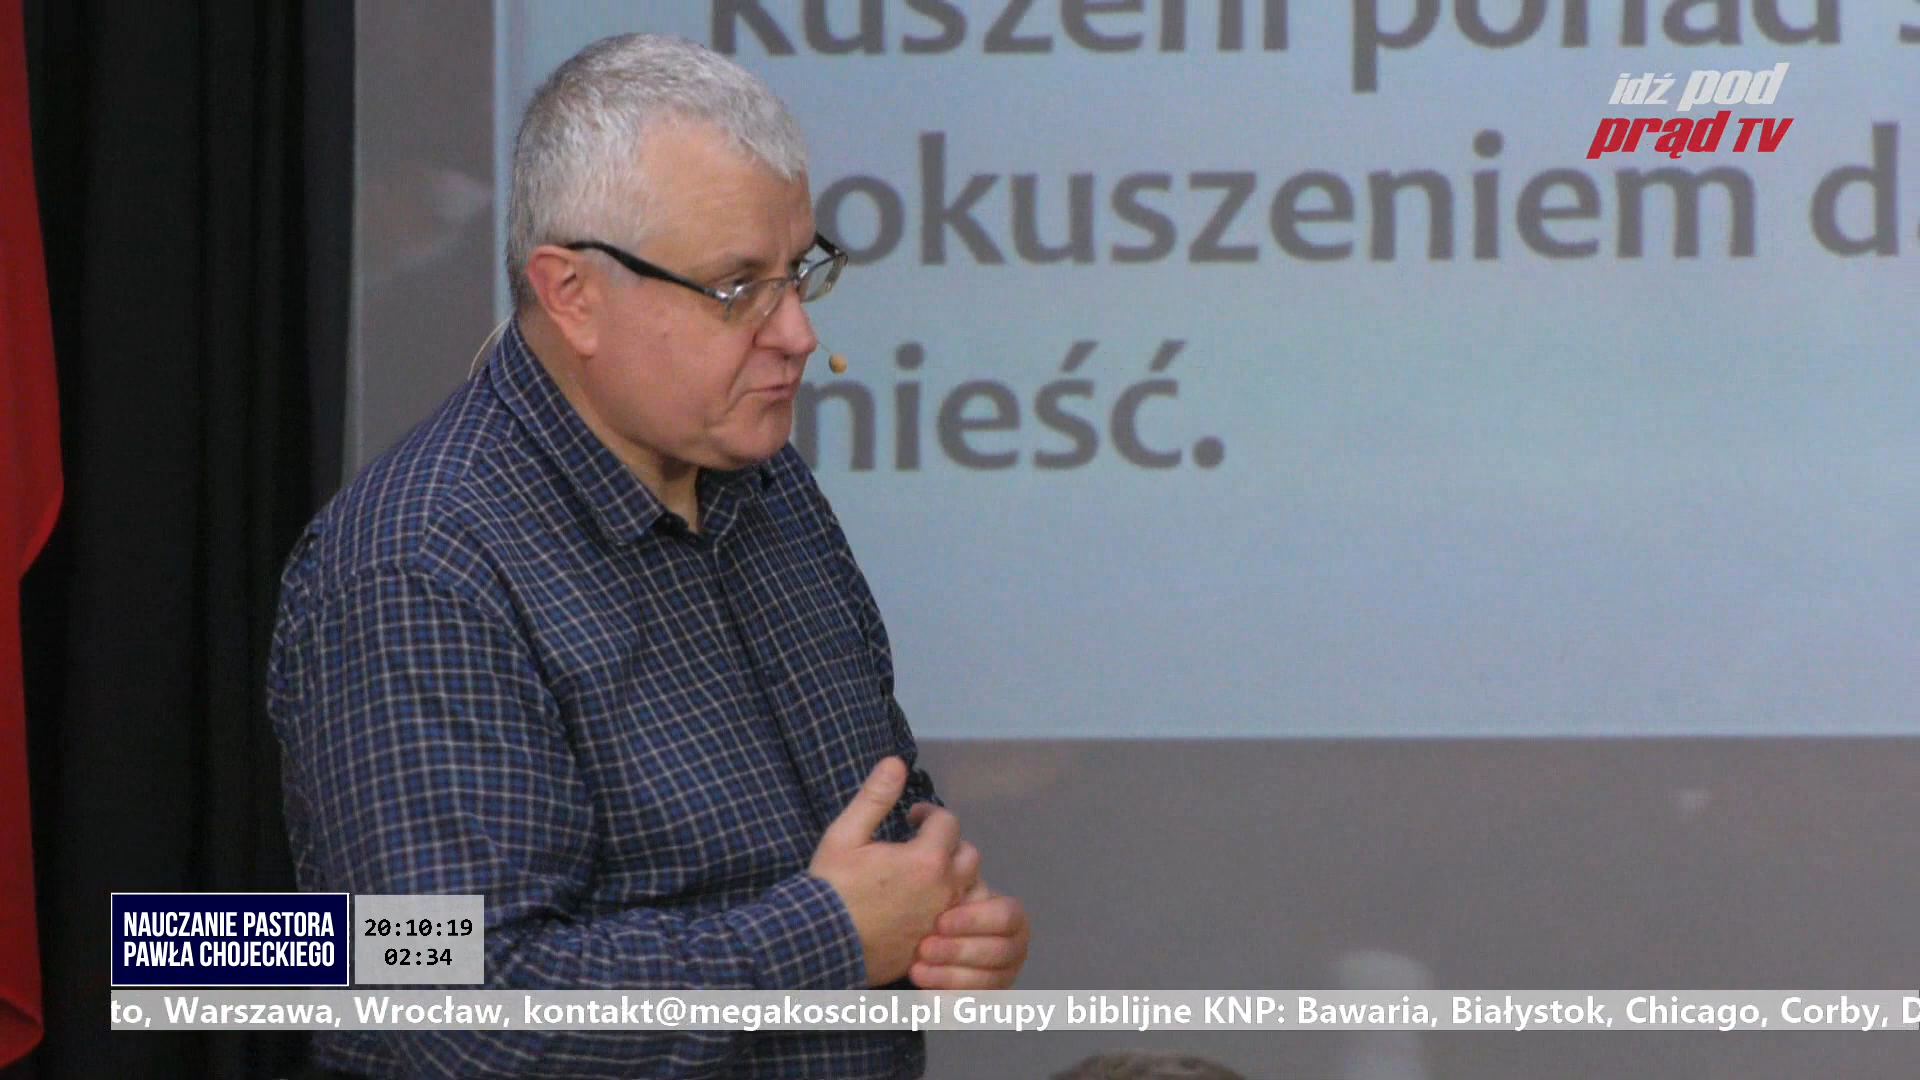 kuszeni ponad s
okuszeniem da
nieść.
idź pod
prąd TV
NAUCZANIE PASTORA
PAWŁA CHOJECKIEGO
20:10:19
02:34
to, Warszawa, Wrocław, kontakt@megakosciol.pl Grupy biblijne KNP: Bawaria, Białystok, Chicago, Corby, D